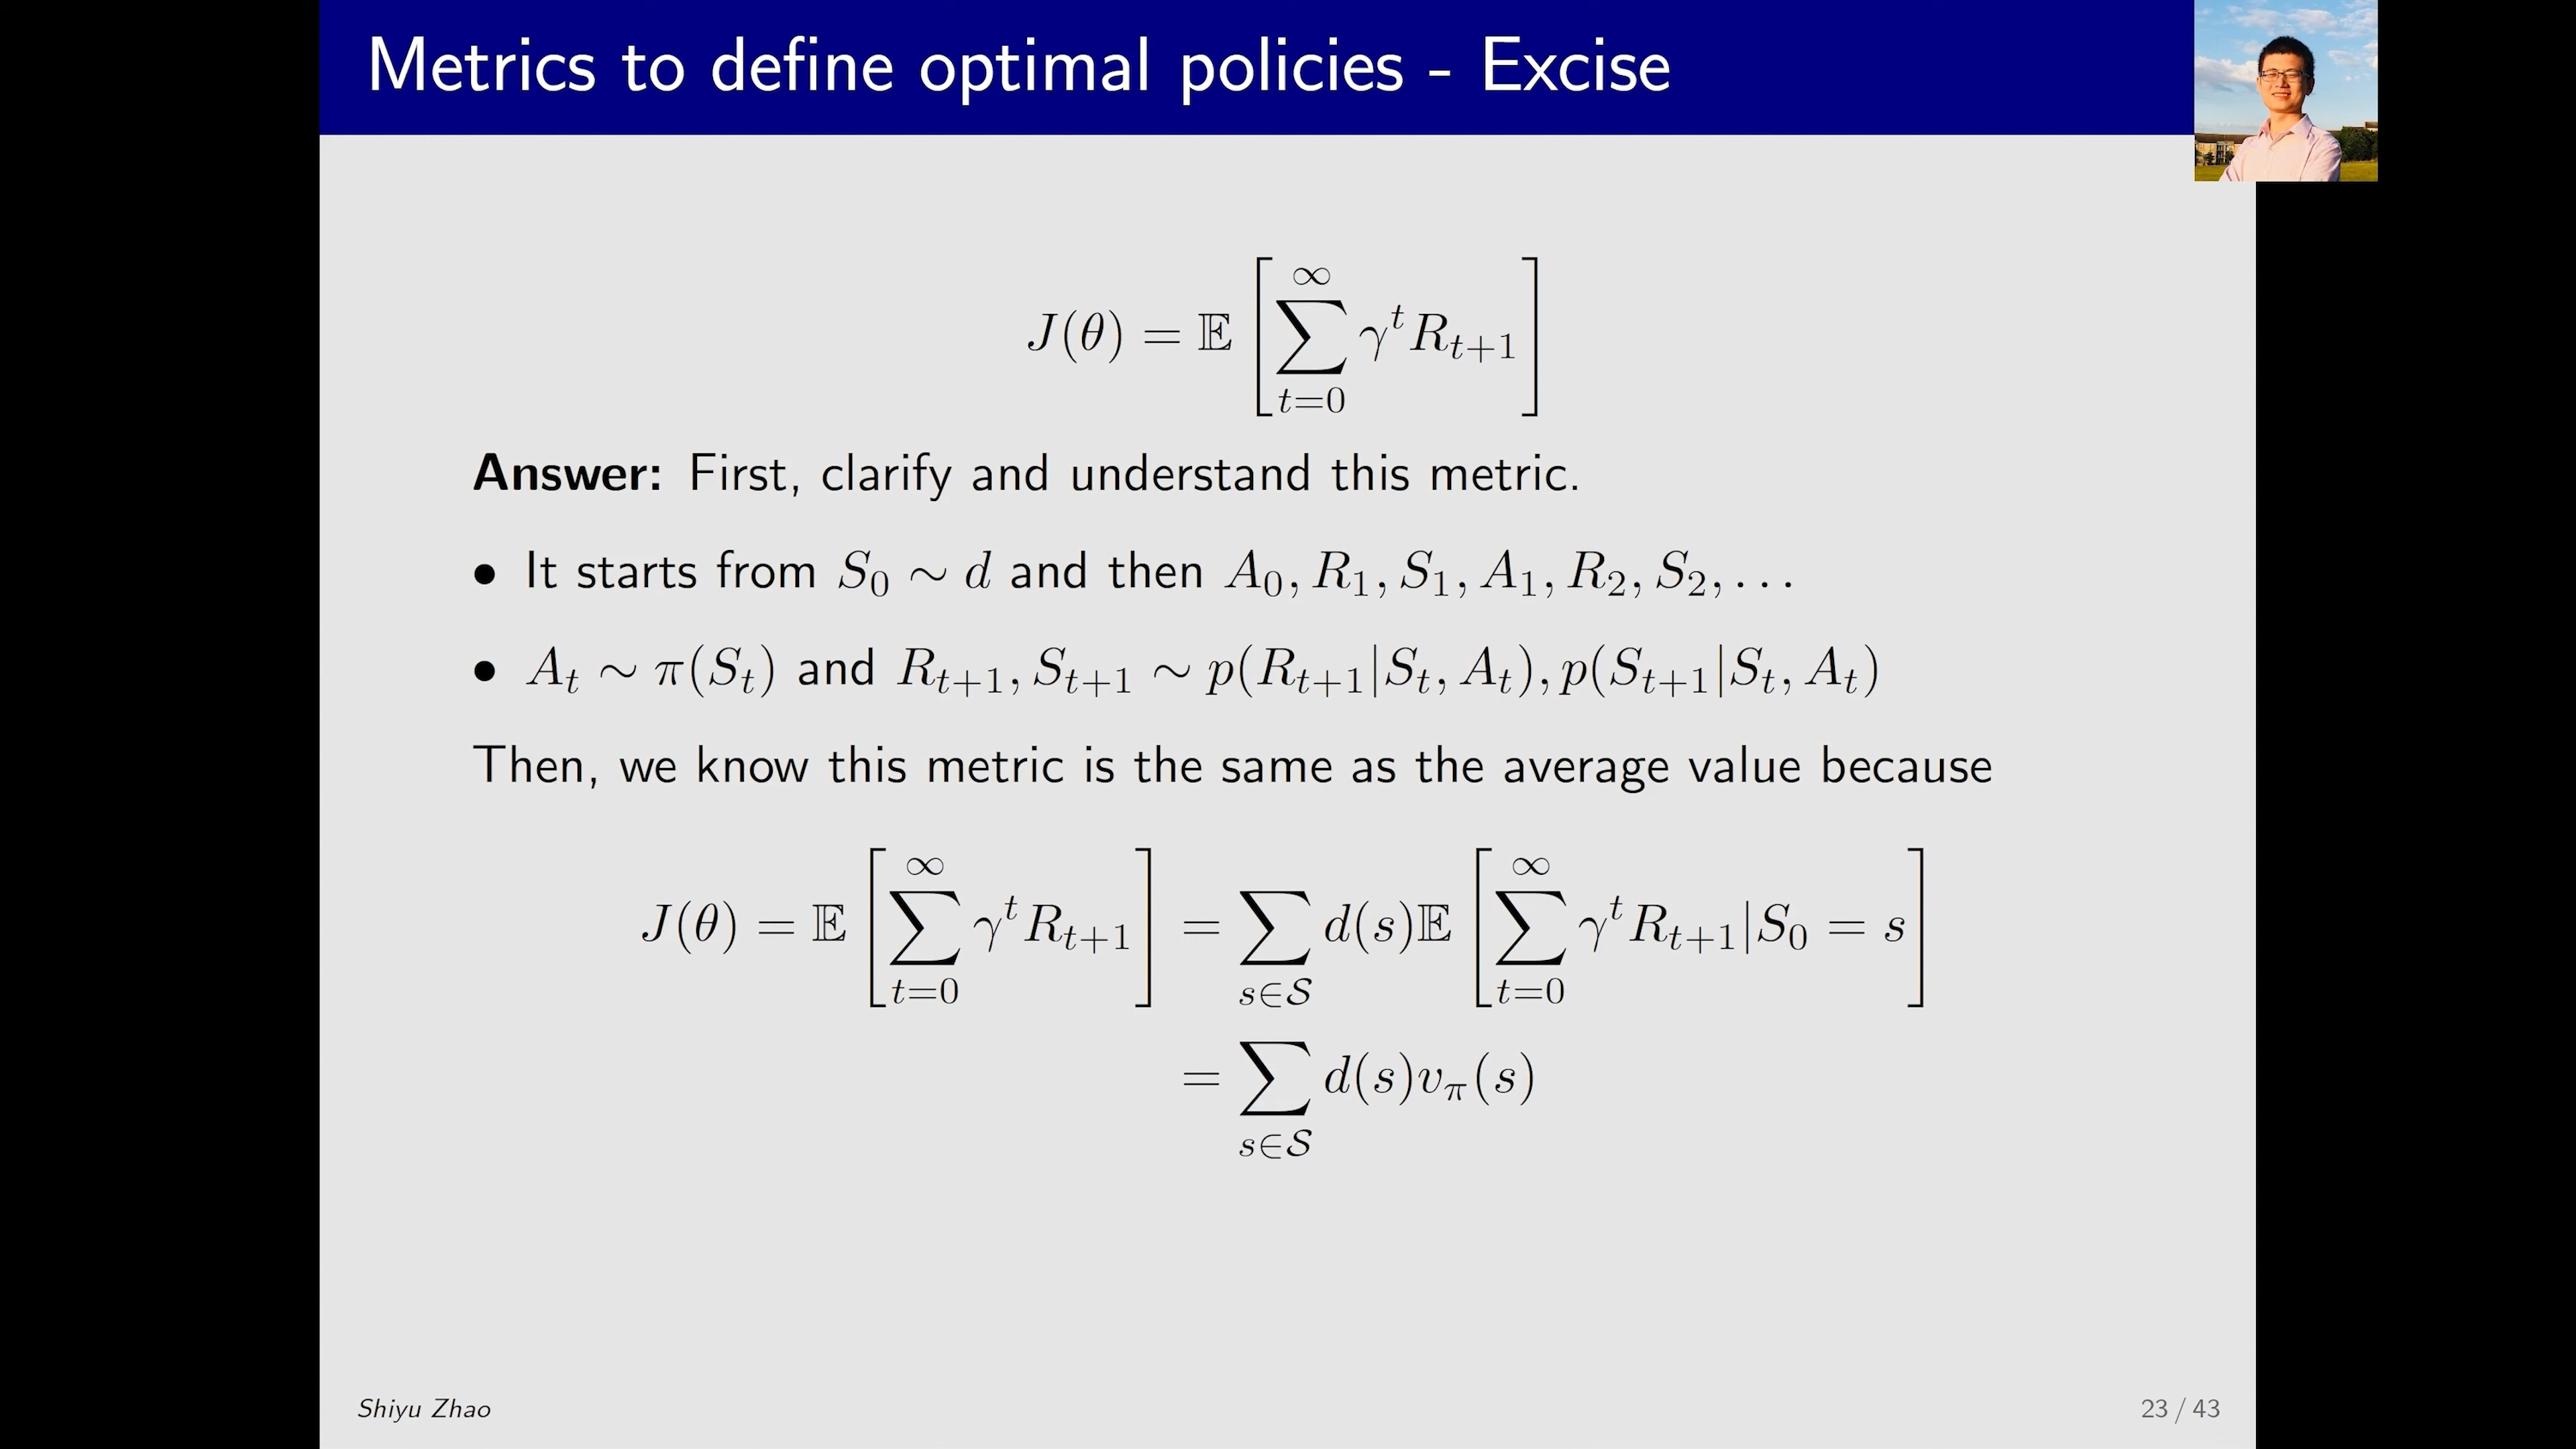 Metrics to define optimal policies - Excise
J(θ) = 𝔼 [ ∑_{t=0}^{∞} γ^t R_{t+1} ]
Answer: First, clarify and understand this metric.
• It starts from S_0 ∼ d and then A_0, R_1, S_1, A_1, R_2, S_2, . . .
• A_t ∼ π(S_t) and R_{t+1}, S_{t+1} ∼ p(R_{t+1}|S_t, A_t), p(S_{t+1}|S_t, A_t)
Then, we know this metric is the same as the average value because
J(θ) = 𝔼 [ ∑_{t=0}^{∞} γ^t R_{t+1} ] = ∑_{s∈𝒮} d(s)𝔼 [ ∑_{t=0}^{∞} γ^t R_{t+1}|S_0 = s ]
= ∑_{s∈𝒮} d(s)v_π(s)
Shiyu Zhao
23 / 43